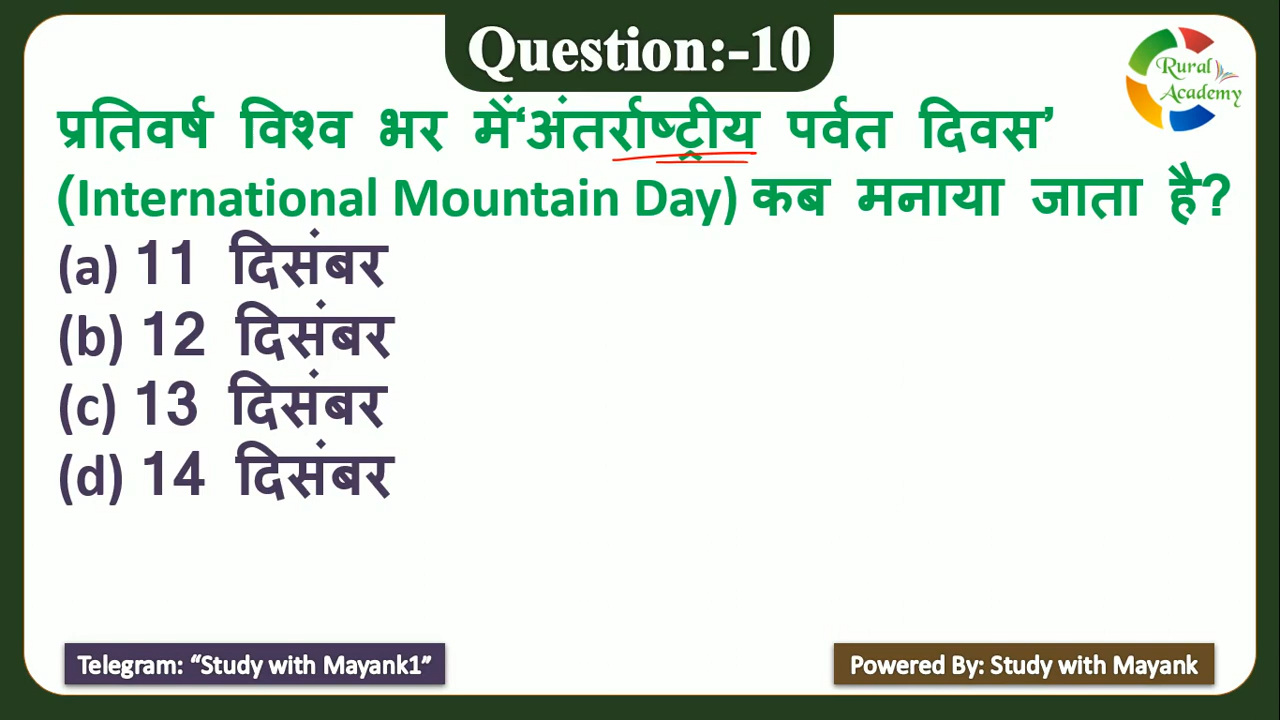 Question:-10
Rural
Academy
प्रतिवर्ष विश्व भर में‘अंतर्राष्ट्रीय पर्वत दिवस’
(International Mountain Day) कब मनाया जाता है?
(a) 11 दिसंबर
(b) 12 दिसंबर
(c) 13 दिसंबर
(d) 14 दिसंबर
Telegram: “Study with Mayank1”
Powered By: Study with Mayank